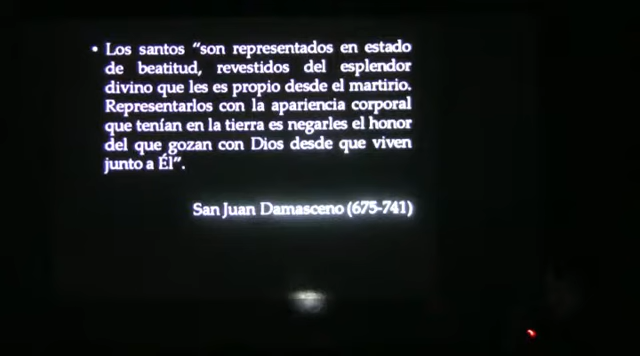 • Los santos “son representados en estado
de beatitud, revestidos del esplendor
divino que les es propio desde el martirio.
Representarlos con la apariencia corporal
que tenían en la tierra es negarles el honor
del que gozan con Dios desde que viven
junto a Él”.
San Juan Damasceno (675-741)